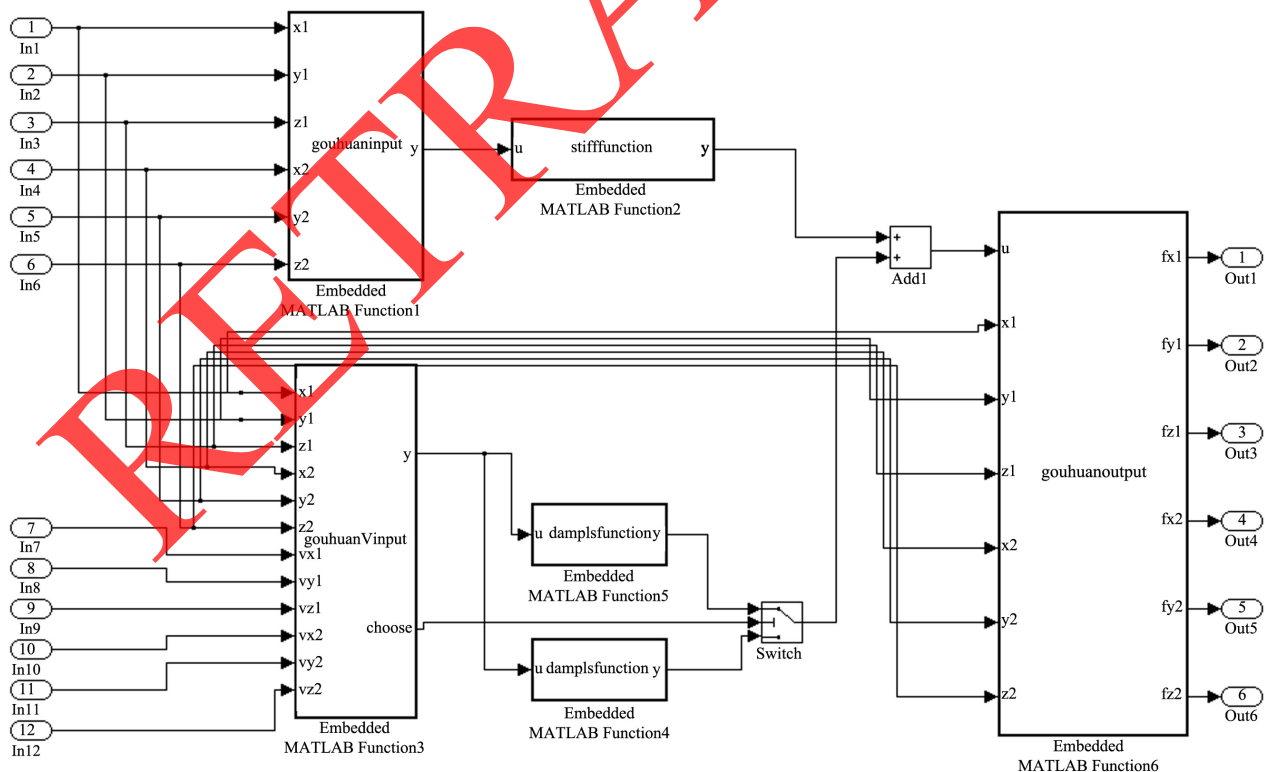 1
In1
2
In2
3
In3
4
In4
5
In5
6
In6
x1
y1
z1
x2
y2
z2
gouhuaninput
y
Embedded
MATLAB Function1
u
stifffunction
y
Embedded
MATLAB Function2
+
+
Add1
7
In7
8
In8
9
In9
10
In10
11
In11
12
In12
x1
y1
z1
x2
y2
z2
vx1
vy1
vz1
vx2
vy2
vz2
gouhuanVinput
y
choose
Embedded
MATLAB Function3
u damplsfunctiony
Embedded
MATLAB Function5
u damplsfunction y
Embedded
MATLAB Function4
Switch
u
x1
y1
z1
x2
y2
z2
gouhuanoutput
fx1
fy1
fz1
fx2
fy2
fz2
Embedded
MATLAB Function6
1
Out1
2
Out2
3
Out3
4
Out4
5
Out5
6
Out6
RETRA